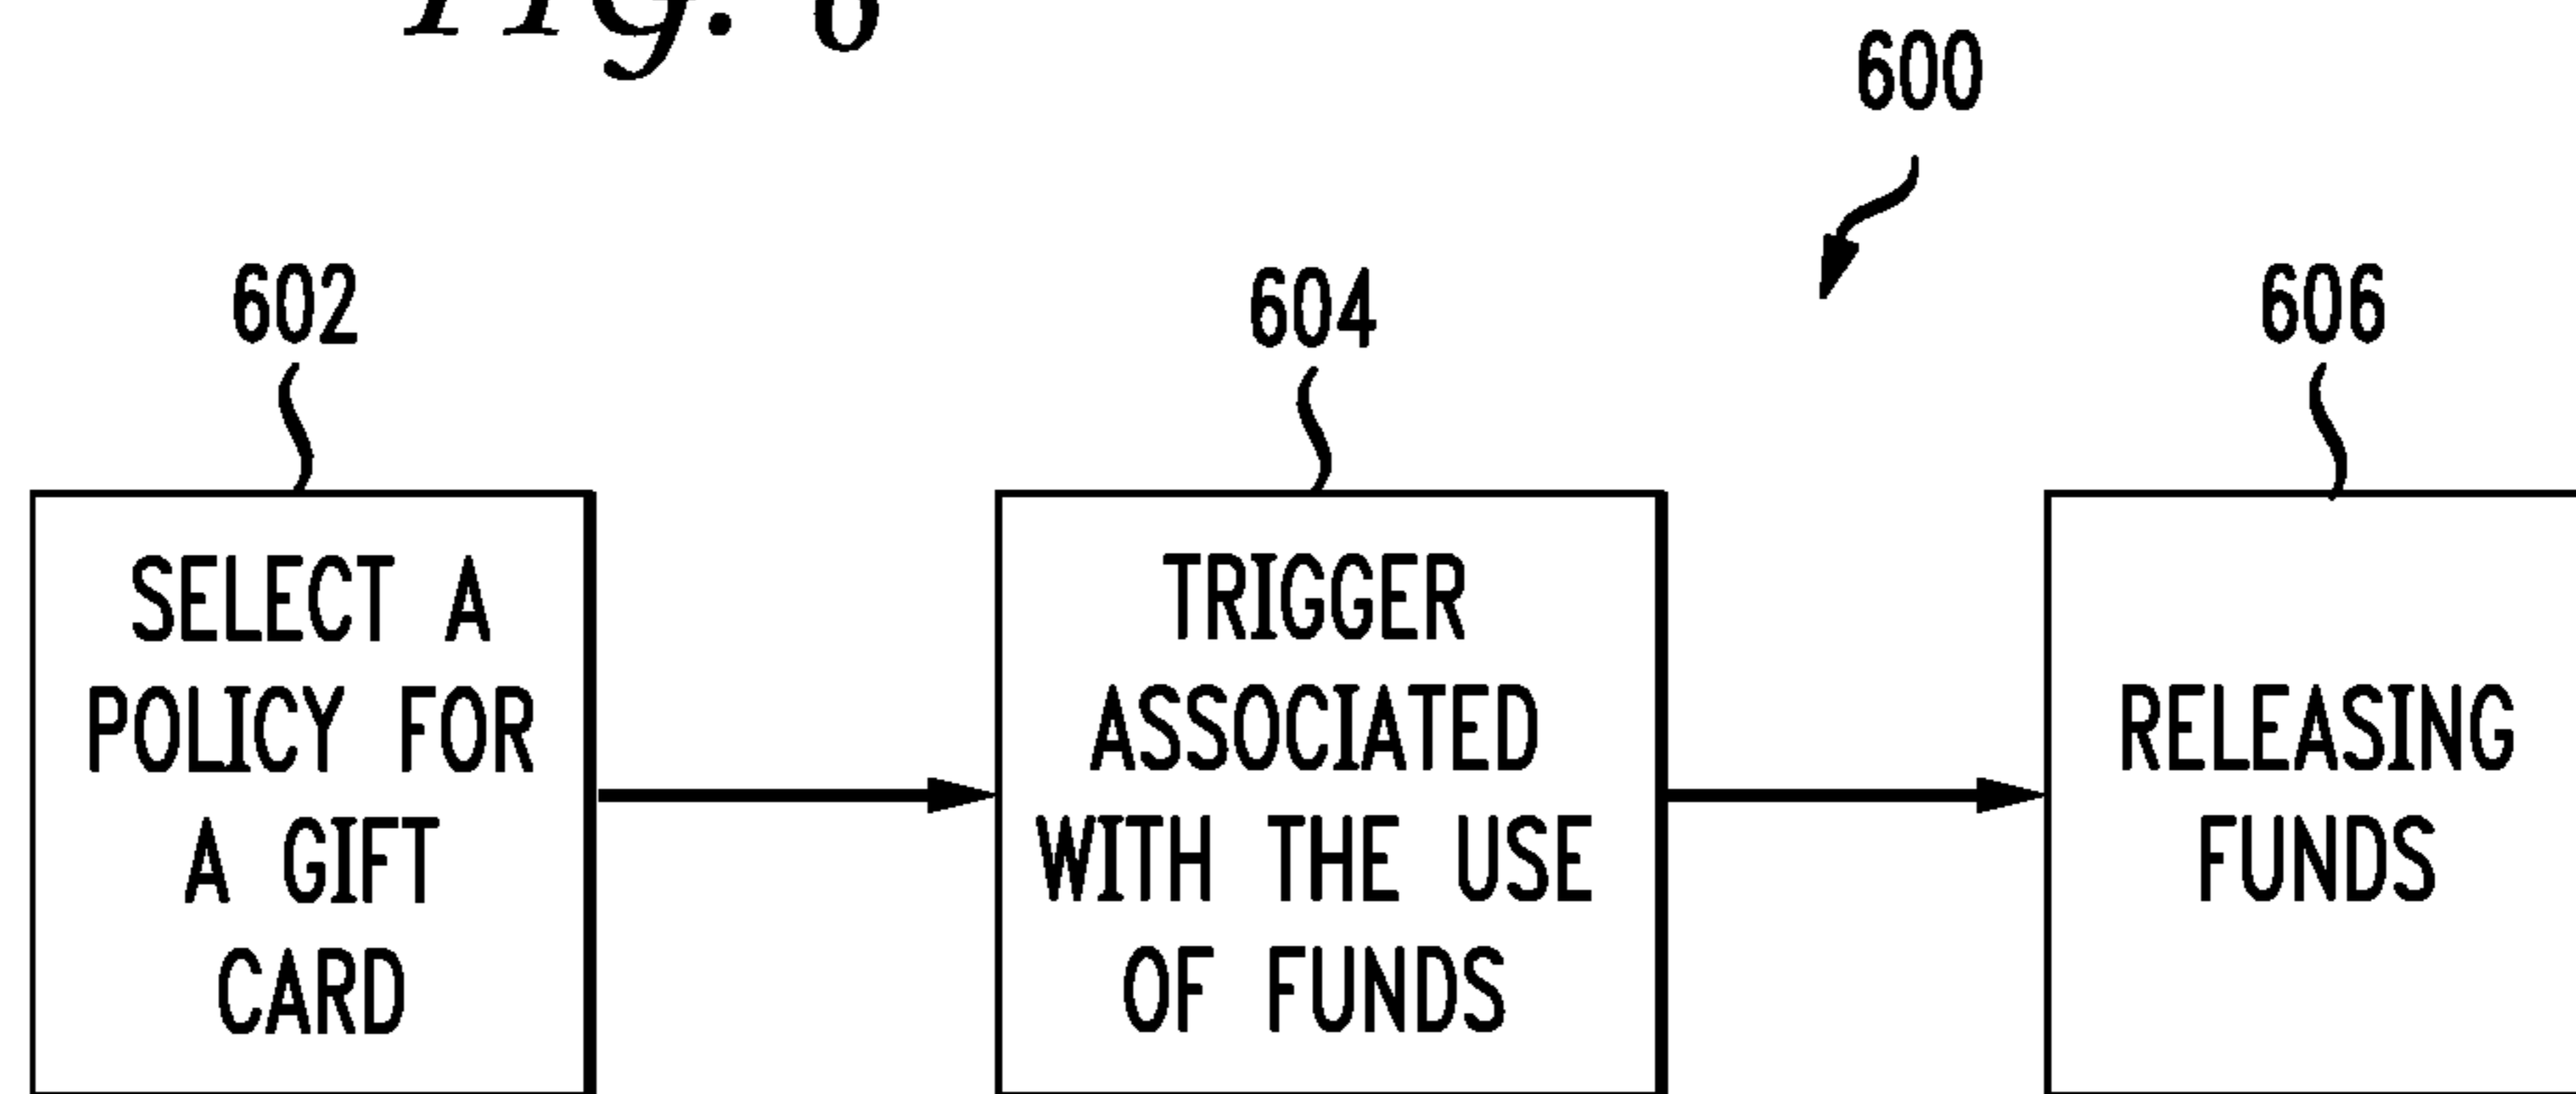 FIG. 6
600
602
604
606
SELECT A
POLICY FOR
A GIFT
CARD
TRIGGER
ASSOCIATED
WITH THE USE
OF FUNDS
RELEASING
FUNDS